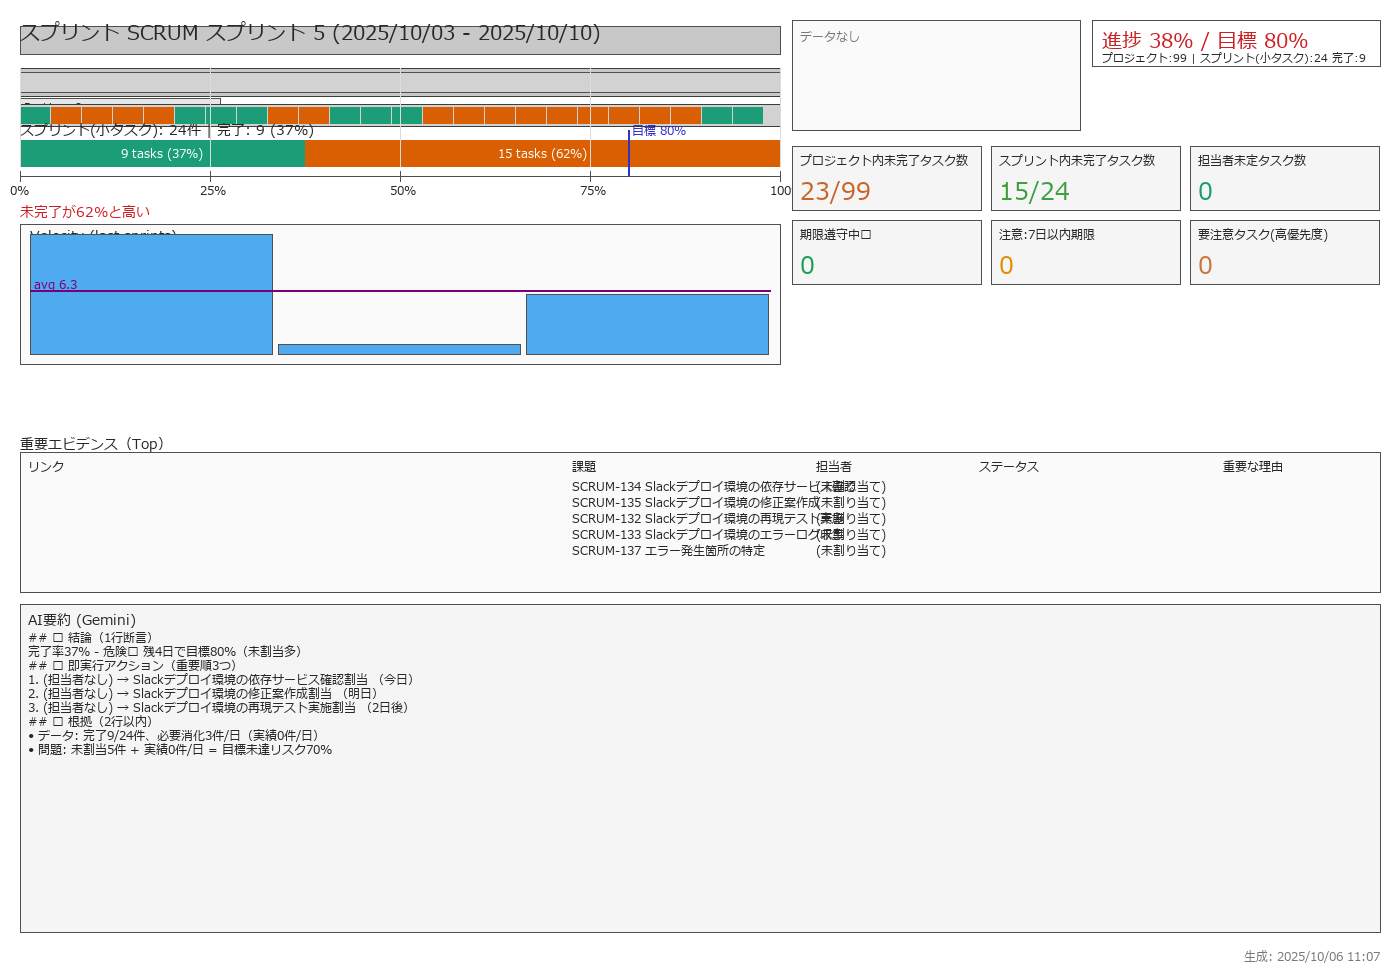 スプリント SCRUM スプリント 5 (2025/10/03 - 2025/10/10)
データなし
進捗 38% / 目標 80%
プロジェクト:99 | スプリント(小タスク):24 完了:9
スプリント(小タスク): 24件 | 完了: 9 (37%)
目標 80%
9 tasks (37%)
15 tasks (62%)
0%
25%
50%
75%
100
未完了が62%と高い
プロジェクト内未完了タスク数
23/99
スプリント内未完了タスク数
15/24
担当者未定タスク数
0
期限遵守中□
0
注意:7日以内期限
0
要注意タスク(高優先度)
0
Velocity (last sprints)
avg 6.3
重要エビデンス（Top）
リンク 課題 担当者 ステータス 重要な理由
SCRUM-134 Slackデプロイ環境の依存サービス確認 (未割り当て)
SCRUM-135 Slackデプロイ環境の修正案作成 (未割り当て)
SCRUM-132 Slackデプロイ環境の再現テスト実施 (未割り当て)
SCRUM-133 Slackデプロイ環境のエラーログ収集 (未割り当て)
SCRUM-137 エラー発生箇所の特定 (未割り当て)
AI要約 (Gemini)
## □ 結論（1行断言）
完了率37% - 危険□ 残4日で目標80%（未割当多）
## □ 即実行アクション（重要順3つ）
1. (担当者なし) → Slackデプロイ環境の依存サービス確認割当 （今日）
2. (担当者なし) → Slackデプロイ環境の修正案作成割当 （明日）
3. (担当者なし) → Slackデプロイ環境の再現テスト実施割当 （2日後）
## □ 根拠（2行以内）
• データ: 完了9/24件、必要消化3件/日（実績0件/日）
• 問題: 未割当5件 + 実績0件/日 = 目標未達リスク70%
生成: 2025/10/06 11:07